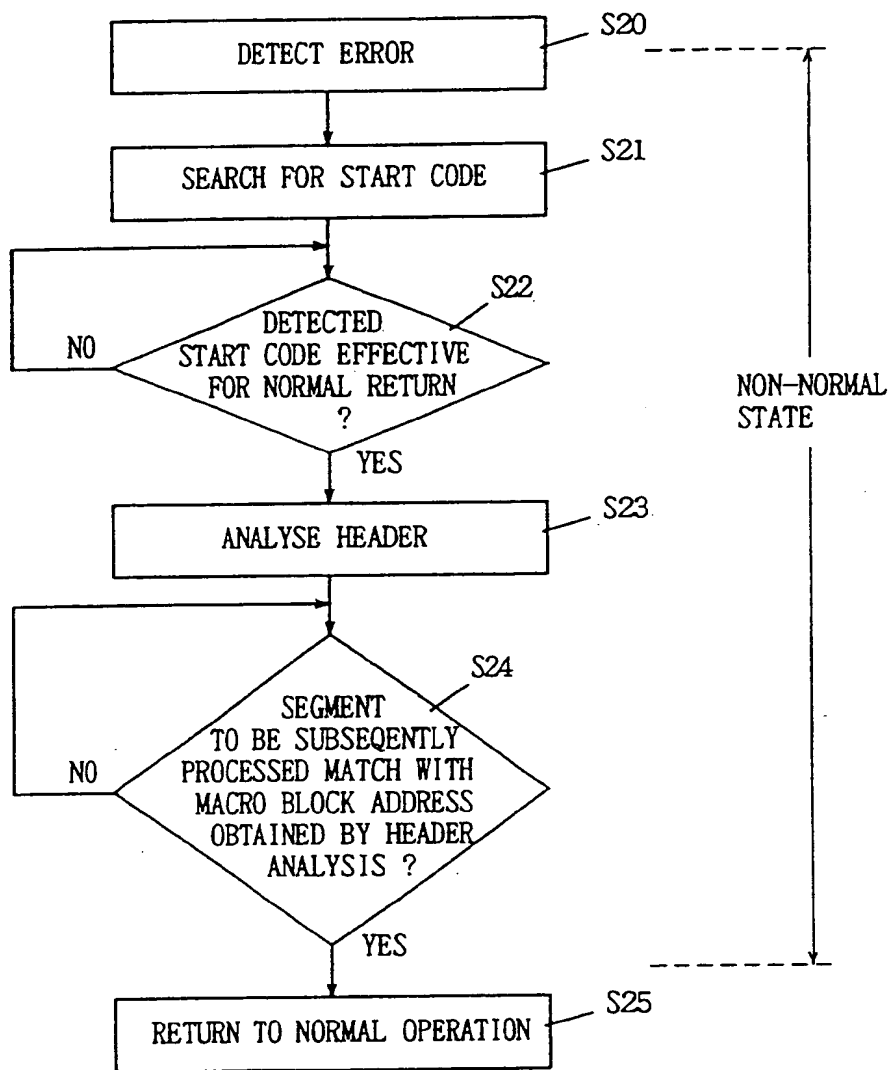 DETECT ERROR
S20
SEARCH FOR START CODE
S21
S22
DETECTED
START CODE EFFECTIVE
FOR NORMAL RETURN
?
NO
YES
NON-NORMAL
STATE
ANALYSE HEADER
S23
S24
SEGMENT
TO BE SUBSEQENTLY
PROCESSED MATCH WITH
MACRO BLOCK ADDRESS
OBTAINED BY HEADER
ANALYSIS ?
NO
YES
RETURN TO NORMAL OPERATION
S25